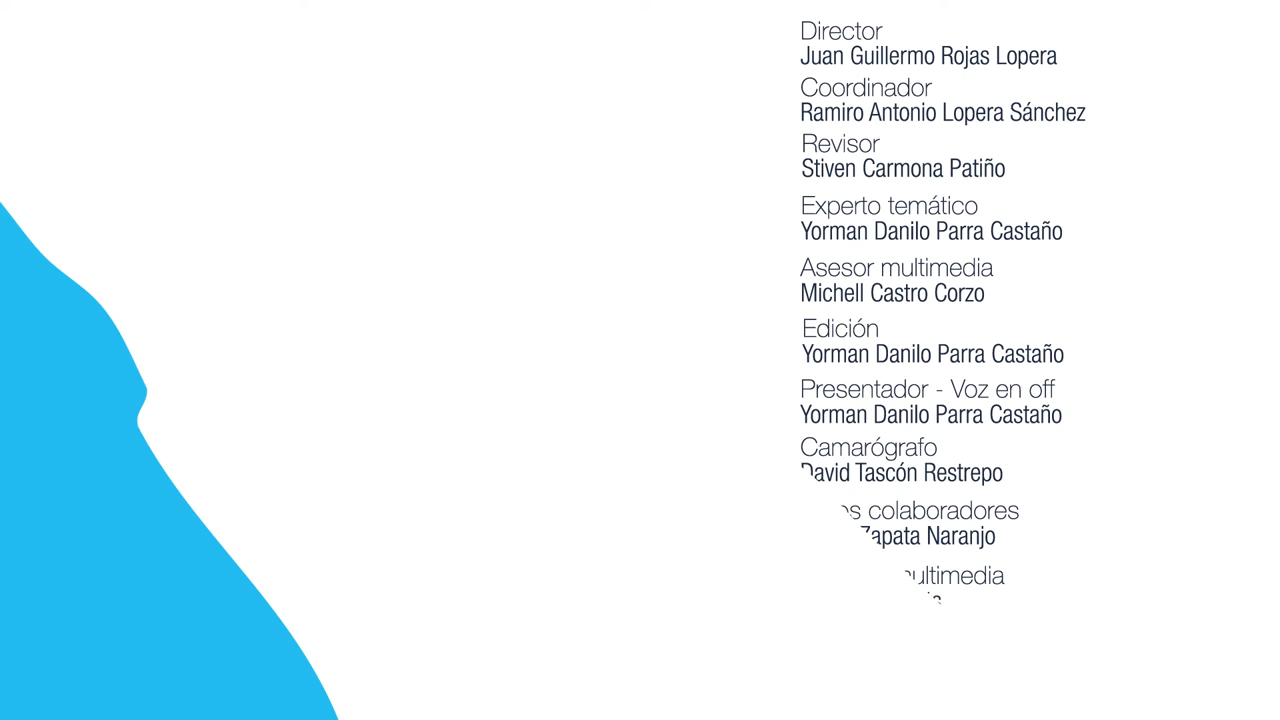 Director
Juan Guillermo Rojas Lopera
Coordinador
Ramiro Antonio Lopera Sánchez
Revisor
Stiven Carmona Patiño
Experto temático
Yorman Danilo Parra Castaño
Asesor multimedia
Michell Castro Corzo
Edición
Yorman Danilo Parra Castaño
Presentador - Voz en off
Yorman Danilo Parra Castaño
Camarógrafo
David Tascón Restrepo
colaboradores
Zapata Naranjo